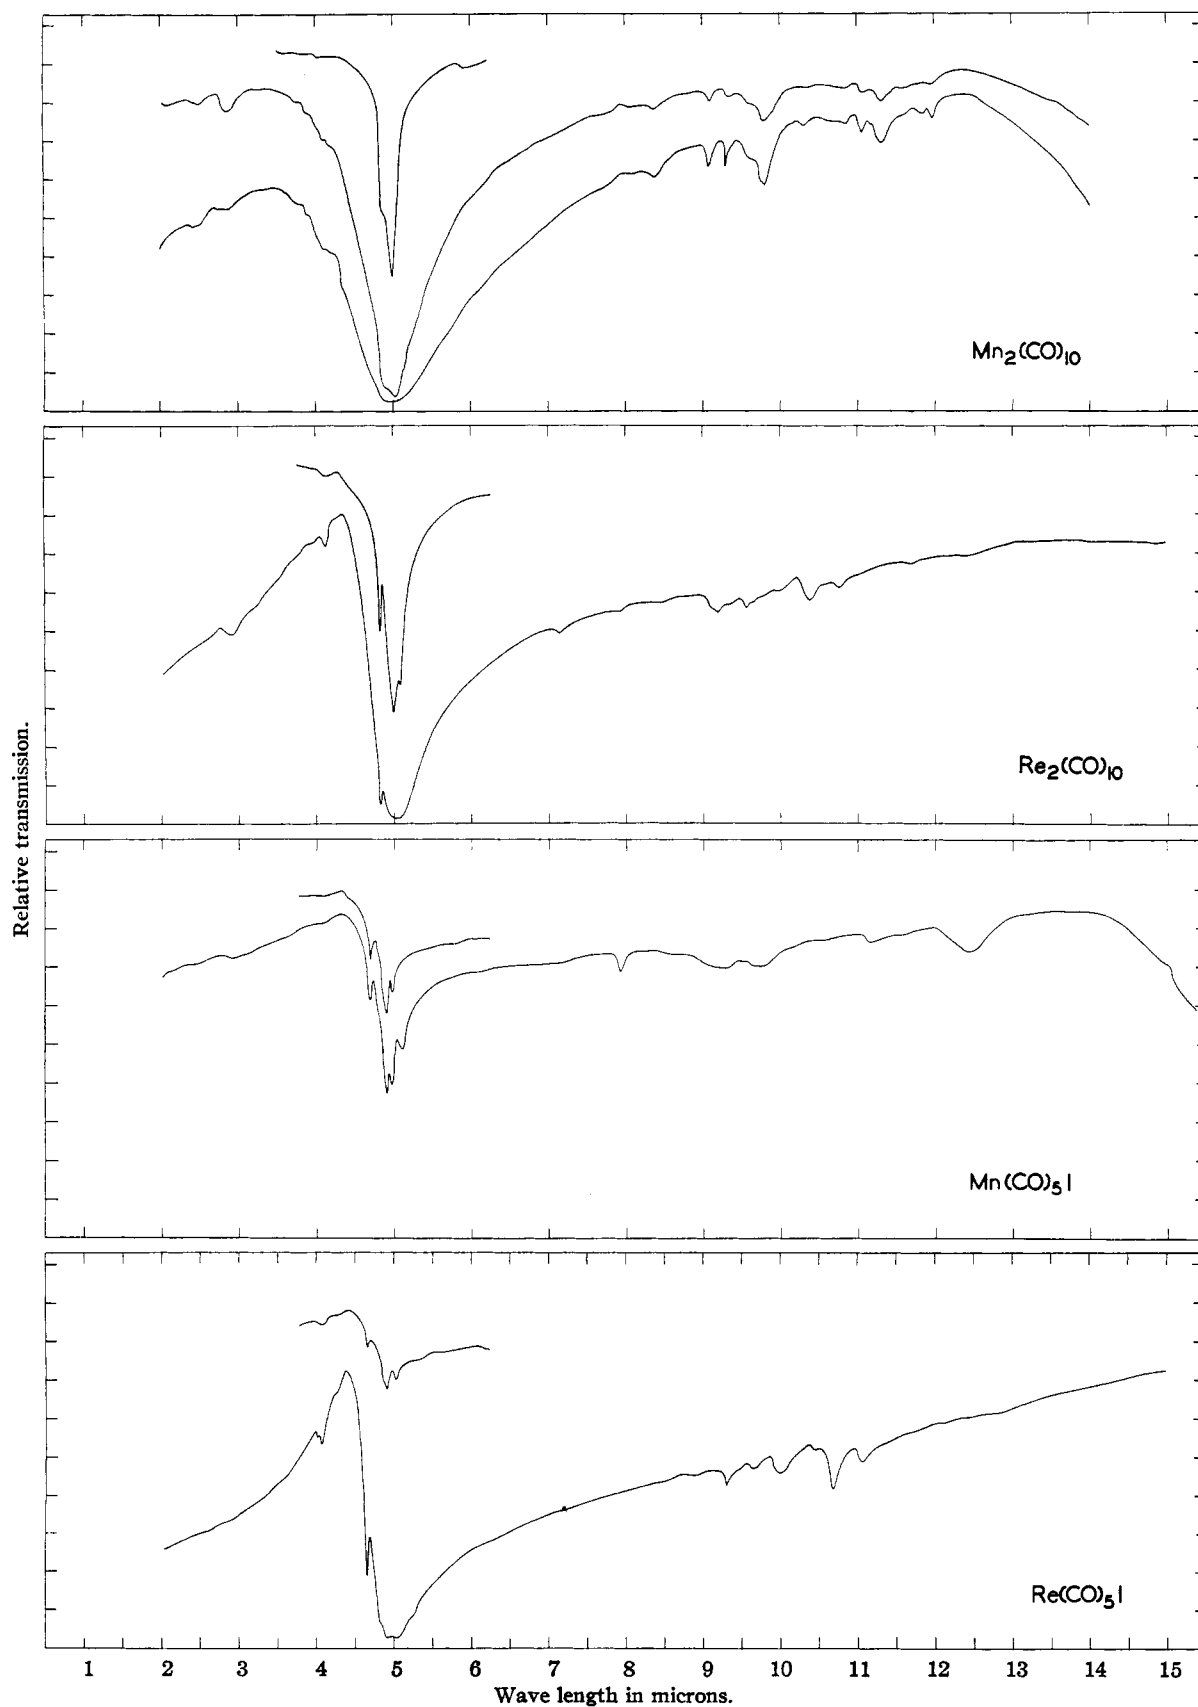 Mn2(CO)10
Re2(CO)10
Relative transmission.
Mn(CO)5I
Re(CO)5I
1 2 3 4 5 6 7 8 9 10 11 12 13 14 15
Wave length in microns.